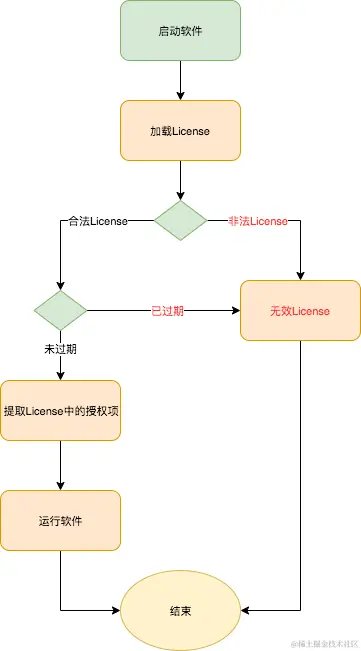 启动软件
加载License
合法License
非法License
已过期
无效License
未过期
提取License中的授权项
运行软件
结束
@稀土掘金技术社区